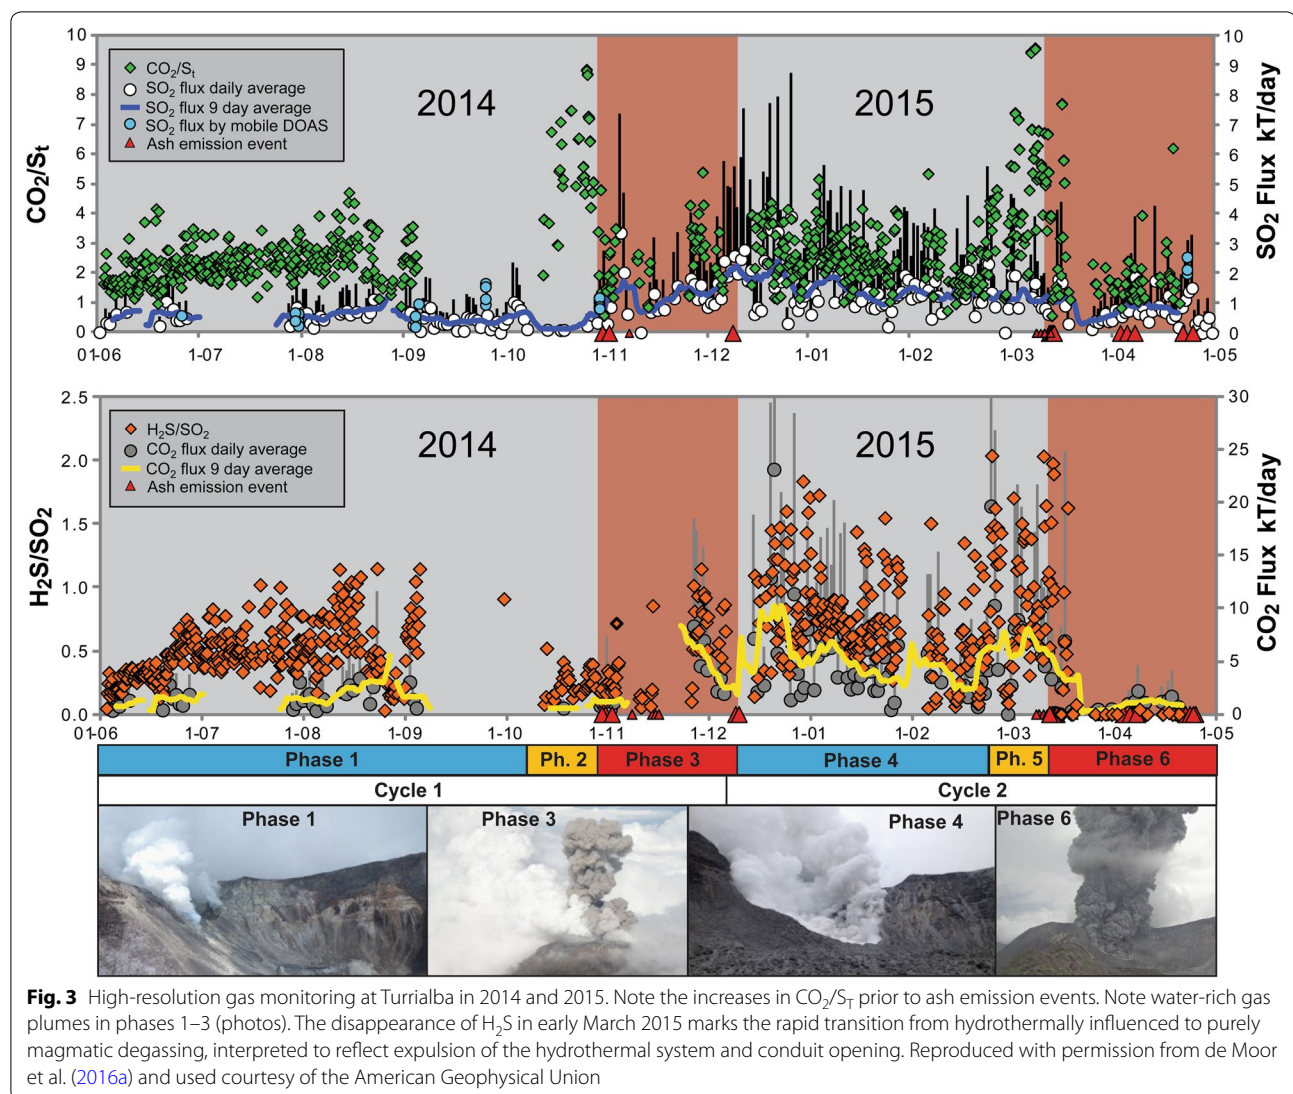 10
9
8
7
6
5
4
3
2
1
0
CO2/St
CO2/St
SO2 flux daily average
SO2 flux 9 day average
SO2 flux by mobile DOAS
Ash emission event
2014
2015
10
9
8
7
6
5
4
3
2
1
0
SO2 Flux kT/day
01-06 1-07 1-08 1-09 1-10 1-11 1-12 1-01 1-02 1-03 1-04 1-05
2.5
2.0
1.5
1.0
0.5
0.0
H2S/SO2
H2S/SO2
CO2 flux daily average
CO2 flux 9 day average
Ash emission event
2014
2015
30
25
20
15
10
5
0
CO2 Flux kT/day
01-06 1-07 1-08 1-09 1-10 1-11 1-12 1-01 1-02 1-03 1-04 1-05
Phase 1 Ph. 2 Phase 3 Phase 4 Ph. 5 Phase 6
Cycle 1 Cycle 2
Phase 1 Phase 3 Phase 4 Phase 6
Fig. 3 High-resolution gas monitoring at Turrialba in 2014 and 2015. Note the increases in CO2/ST prior to ash emission events. Note water-rich gas
plumes in phases 1–3 (photos). The disappearance of H2S in early March 2015 marks the rapid transition from hydrothermally influenced to purely
magmatic degassing, interpreted to reflect expulsion of the hydrothermal system and conduit opening. Reproduced with permission from de Moor
et al. (2016a) and used courtesy of the American Geophysical Union